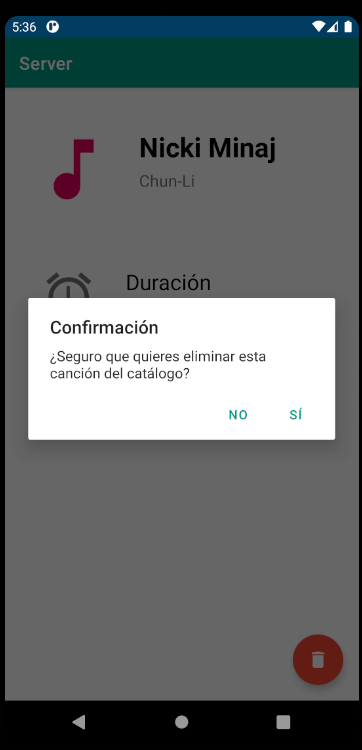 5:36
Server
Nicki Minaj
Chun-Li
Duración
Confirmación
¿Seguro que quieres eliminar esta
canción del catálogo?
NO SÍ